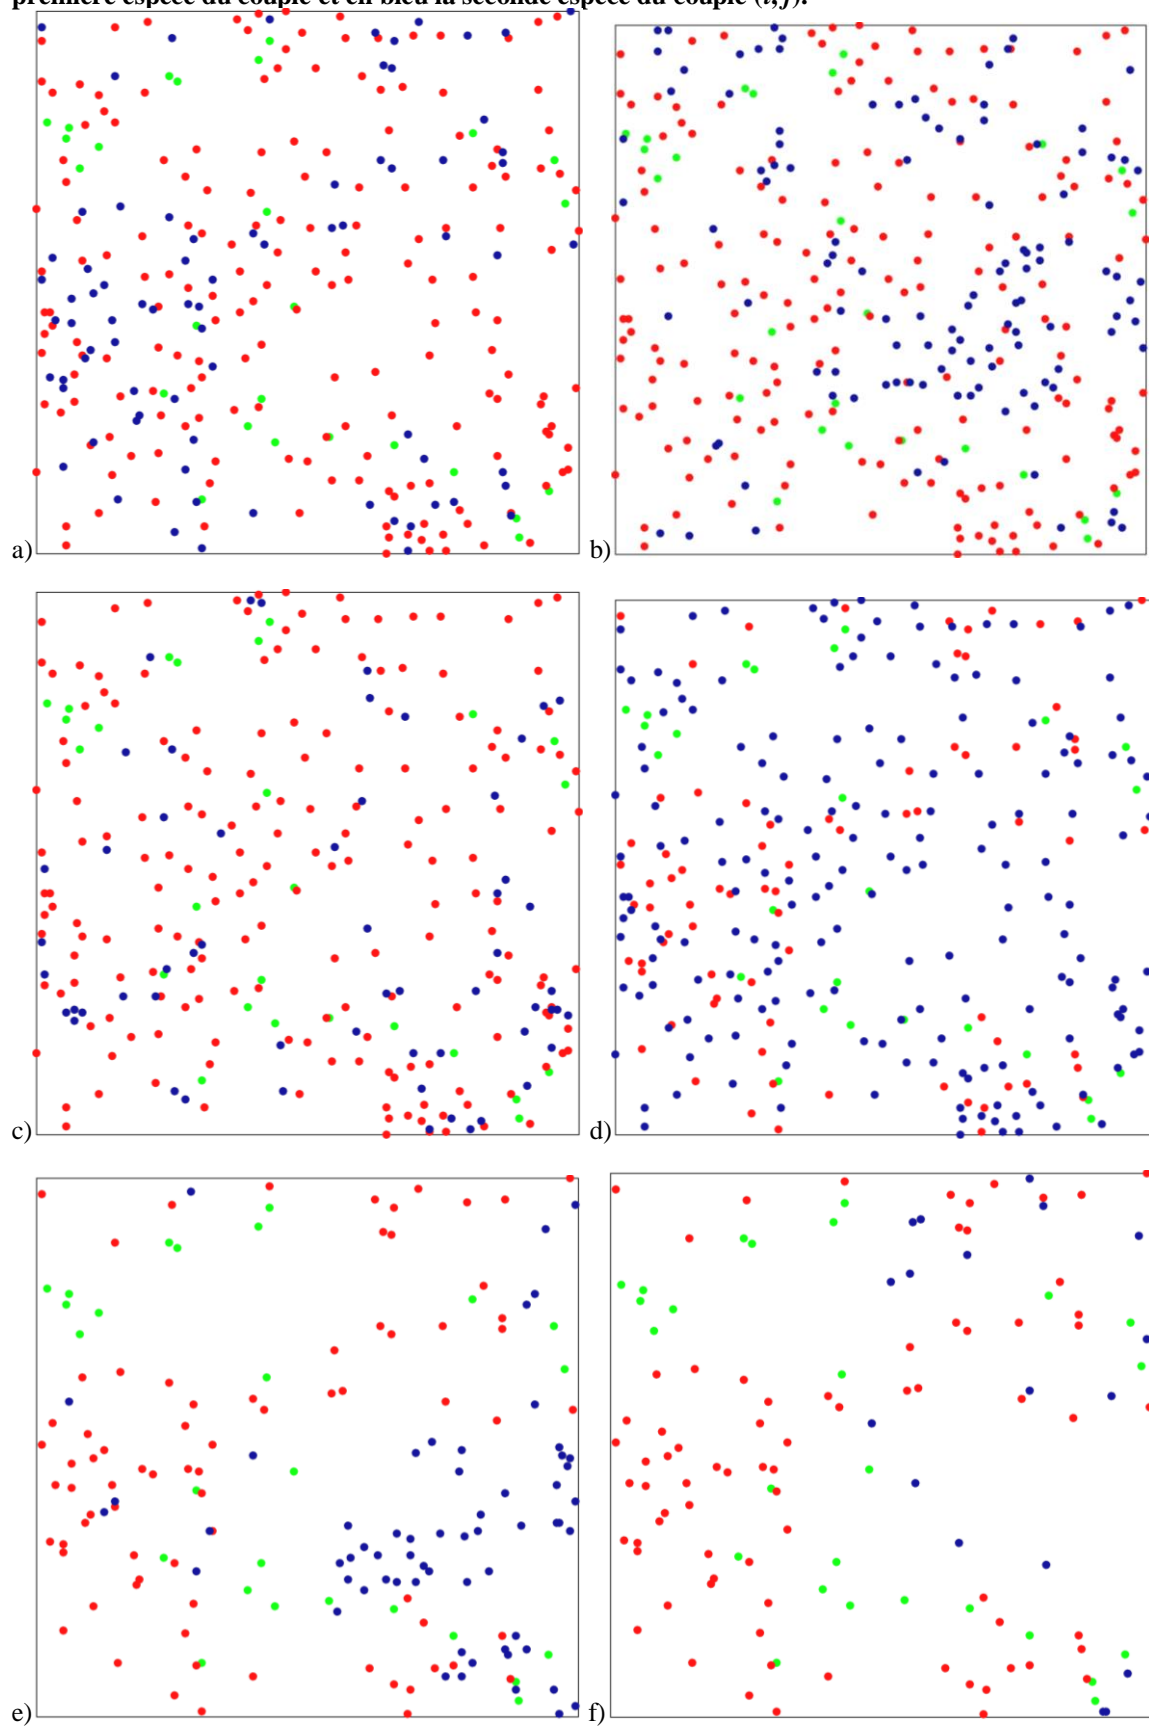 première espèce du couple et en bleu la seconde espèce du couple (i,j).
a) b)
c) d)
e) f)